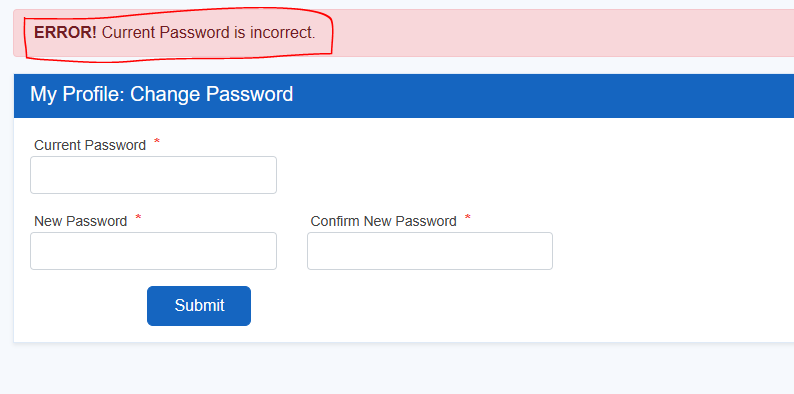 ERROR! Current Password is incorrect.
My Profile: Change Password
Current Password *
New Password * Confirm New Password *
Submit